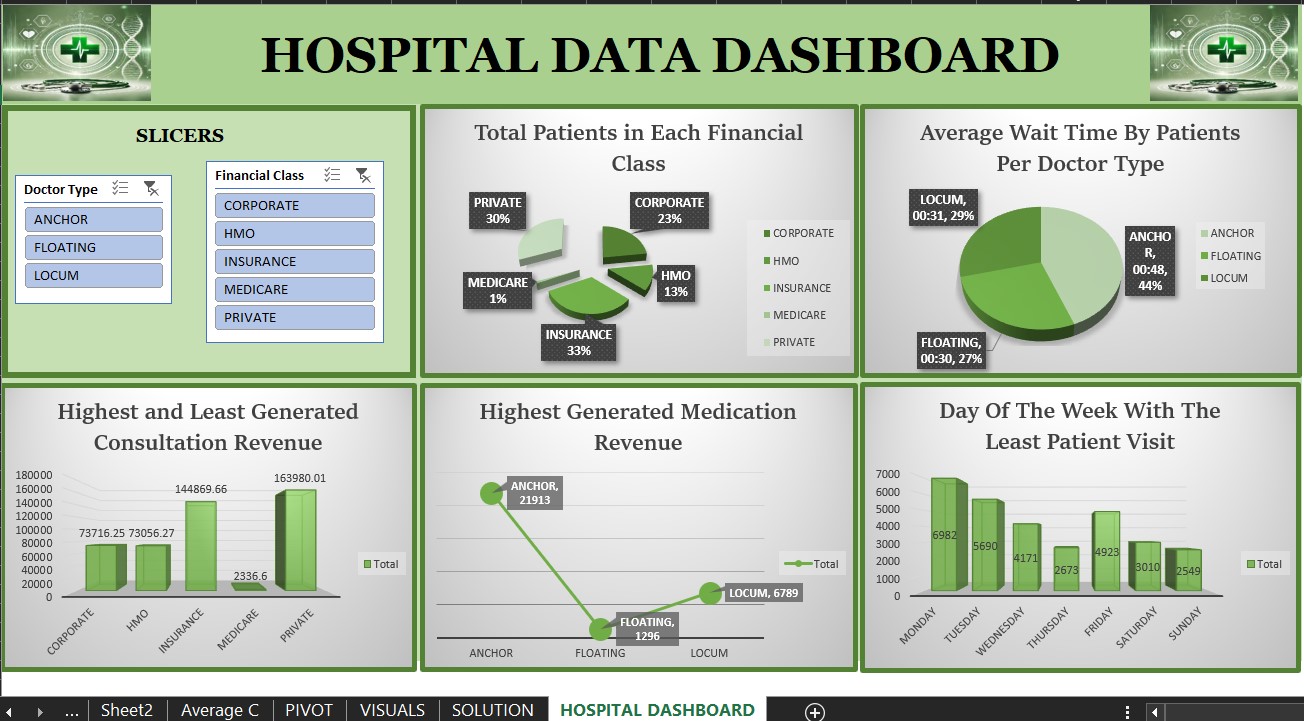 HOSPITAL DATA DASHBOARD
SLICERS
Doctor Type
ANCHOR
FLOATING
LOCUM
Financial Class
CORPORATE
HMO
INSURANCE
MEDICARE
PRIVATE
Total Patients in Each Financial
Class
PRIVATE
30%
CORPORATE
23%
MEDICARE
1%
HMO
13%
INSURANCE
33%
CORPORATE
HMO
INSURANCE
MEDICARE
PRIVATE
Average Wait Time By Patients
Per Doctor Type
LOCUM,
00:31, 29%
ANCHO
R,
00:48,
44%
FLOATING,
00:30, 27%
ANCHOR
FLOATING
LOCUM
Highest and Least Generated
Consultation Revenue
180000
160000
140000
120000
100000
80000
60000
40000
20000
0
73716.25
73056.27
144869.66
2336.6
163980.01
CORPORATE
HMO
INSURANCE
MEDICARE
PRIVATE
Total
Highest Generated Medication
Revenue
ANCHOR,
21913
FLOATING,
1296
LOCUM, 6789
ANCHOR
FLOATING
LOCUM
Total
Day Of The Week With The
Least Patient Visit
7000
6000
5000
4000
3000
2000
1000
0
6982
5690
4171
2673
4923
3010
2549
MONDAY
TUESDAY
WEDNESDAY
THURSDAY
FRIDAY
SATURDAY
SUNDAY
Total
... Sheet2 Average C PIVOT VISUALS SOLUTION HOSPITAL DASHBOARD